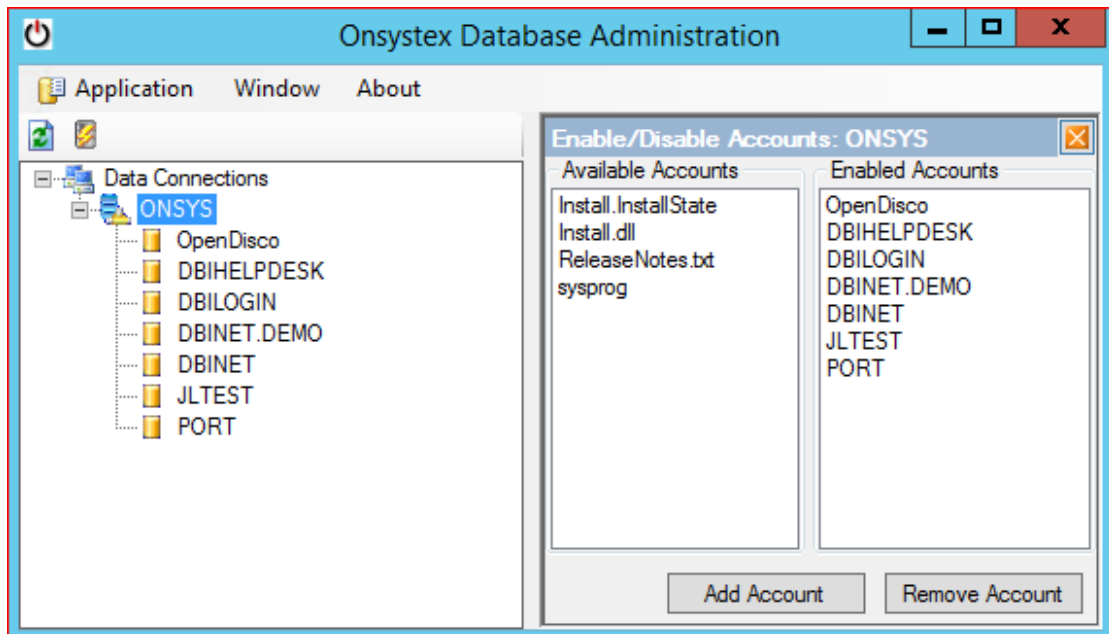 Onsystex Database Administration
Application Window About
Data Connections
ONSYS
OpenDisco
DBIHELPDESK
DBILOGIN
DBINET.DEMO
DBINET
JLTEST
PORT
Enable/Disable Accounts: ONSYS
Available Accounts
Install.InstallState
Install.dll
ReleaseNotes.txt
sysprog
Enabled Accounts
OpenDisco
DBIHELPDESK
DBILOGIN
DBINET.DEMO
DBINET
JLTEST
PORT
Add Account
Remove Account